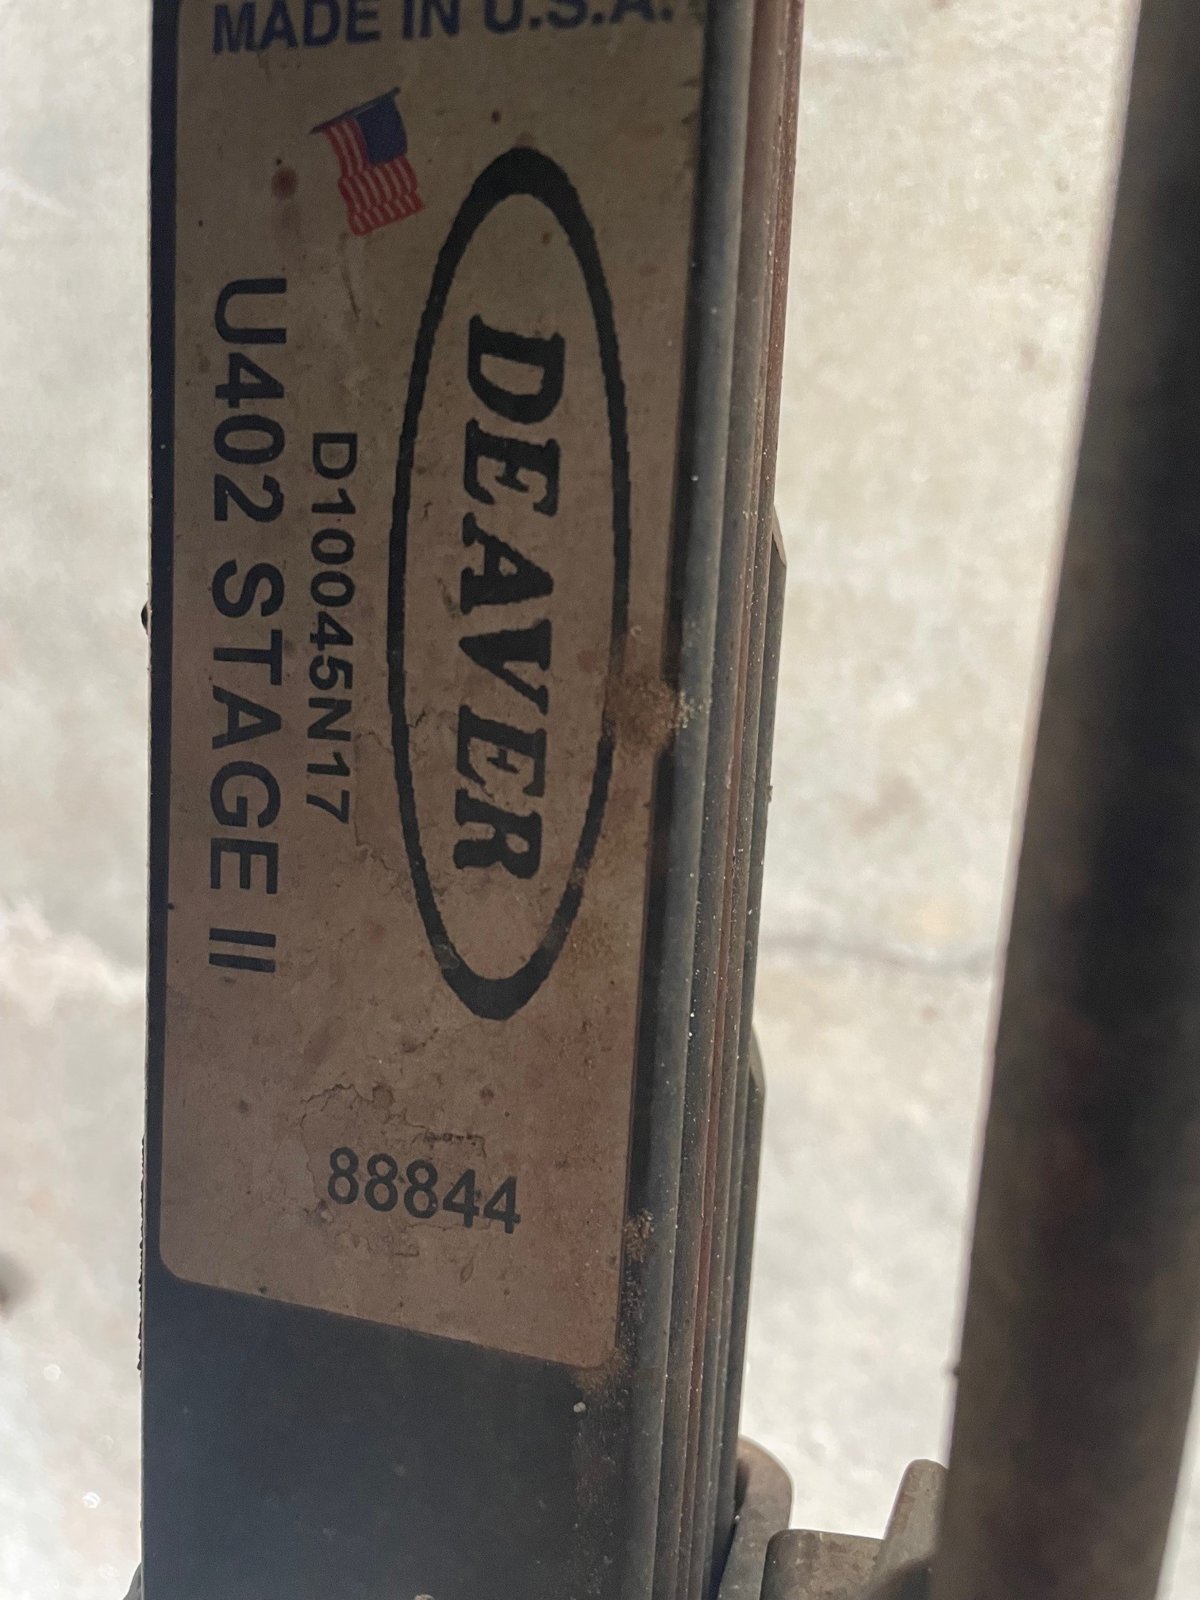 MADE IN U.S.A.
DEAVER
D10045N17
U402 STAGE II
88844